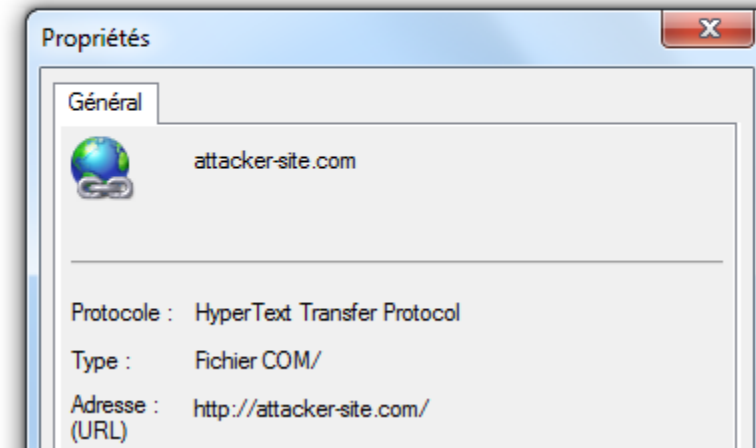 Propriétés
Général
attacker-site.com
Protocole : HyperText Transfer Protocol
Type : Fichier COM/
Adresse : http://attacker-site.com/
(URL)